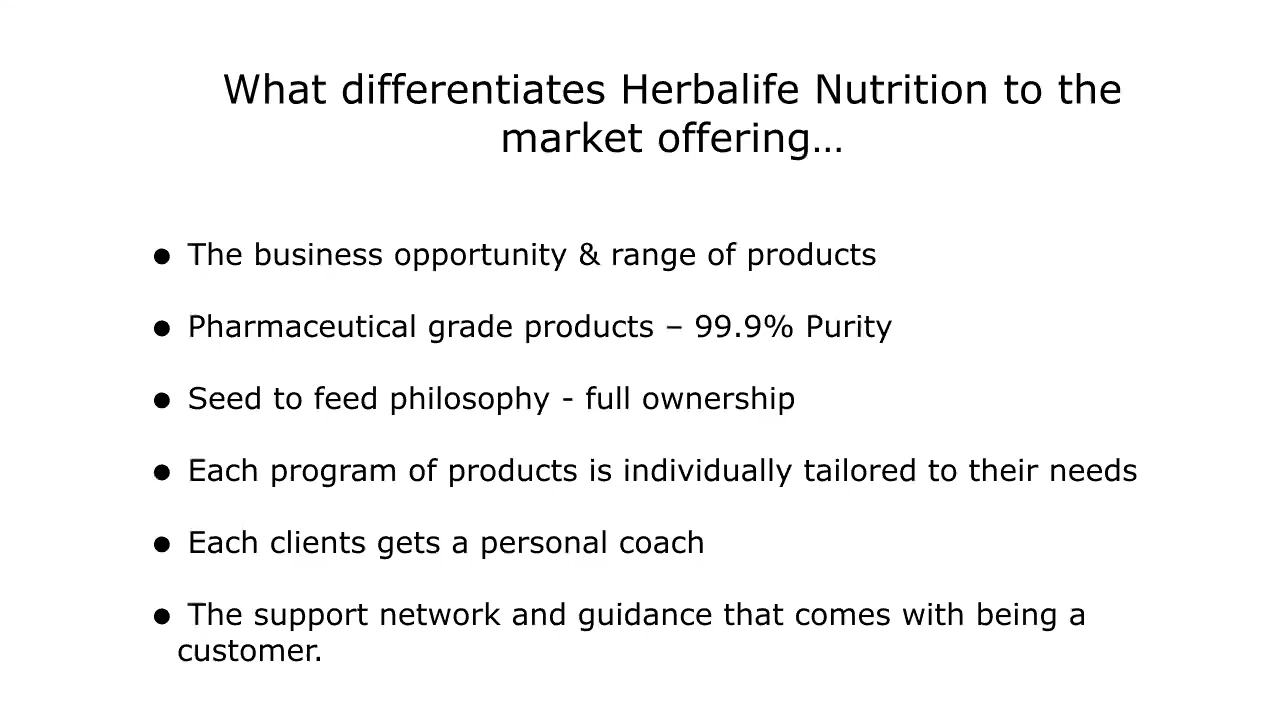 What differentiates Herbalife Nutrition to the
market offering…
● The business opportunity & range of products
● Pharmaceutical grade products – 99.9% Purity
● Seed to feed philosophy - full ownership
● Each program of products is individually tailored to their needs
● Each clients gets a personal coach
● The support network and guidance that comes with being a
customer.